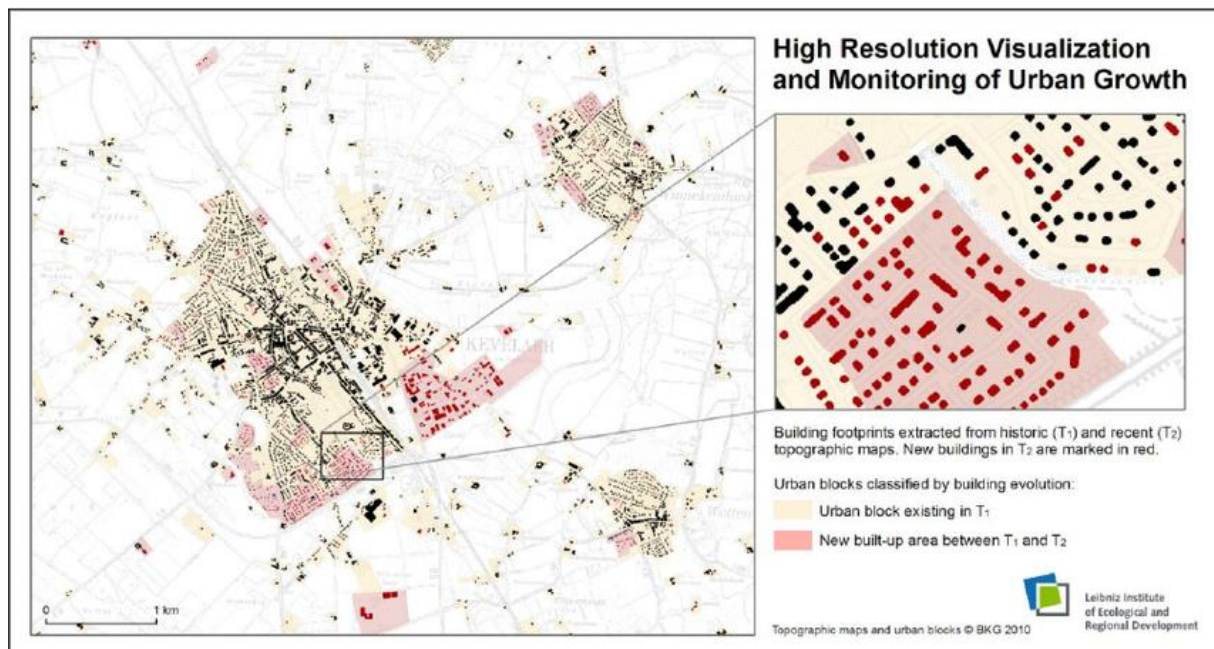 High Resolution Visualization
and Monitoring of Urban Growth
KEVELAER
Building footprints extracted from historic (T₁) and recent (T₂)
topographic maps. New buildings in T₂ are marked in red.
Urban blocks classified by building evolution:
Urban block existing in T₁
New built-up area between T₁ and T₂
0 1 km
Leibniz Institute
of Ecological and
Regional Development
Topographic maps and urban blocks © BKG 2010